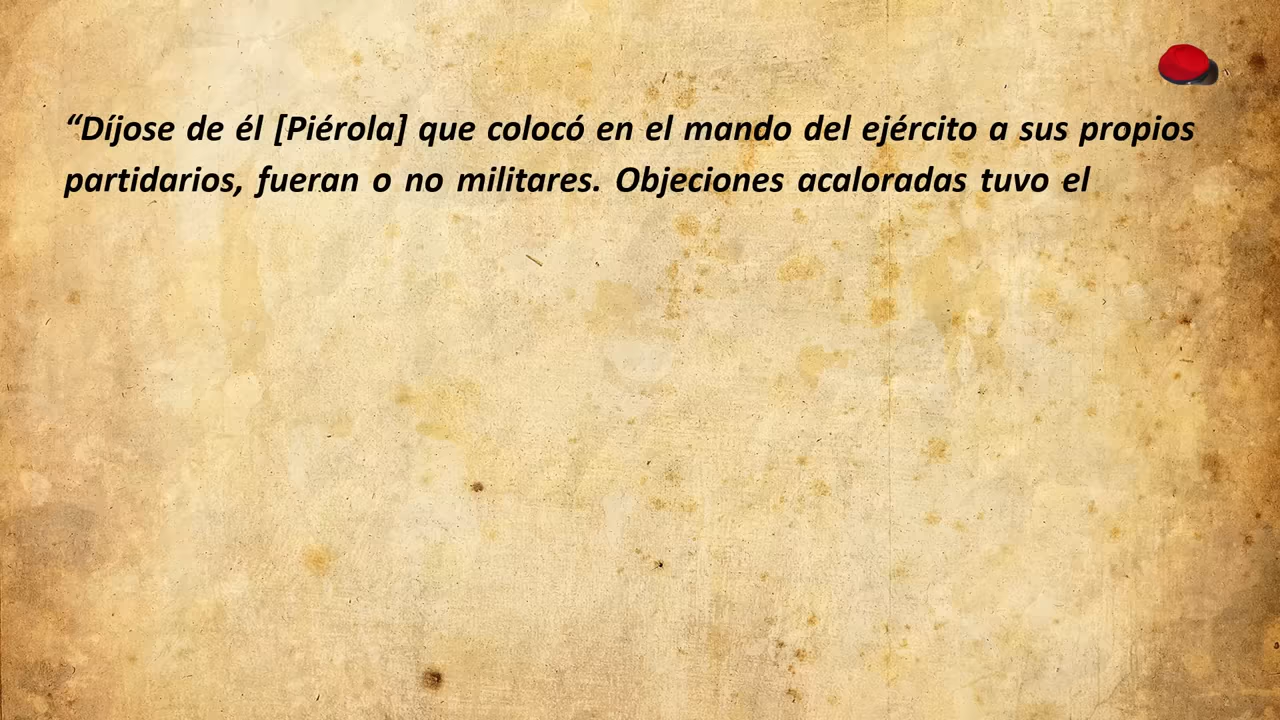 “Díjose de él [Piérola] que colocó en el mando del ejército a sus propios
partidarios, fueran o no militares. Objeciones acaloradas tuvo el